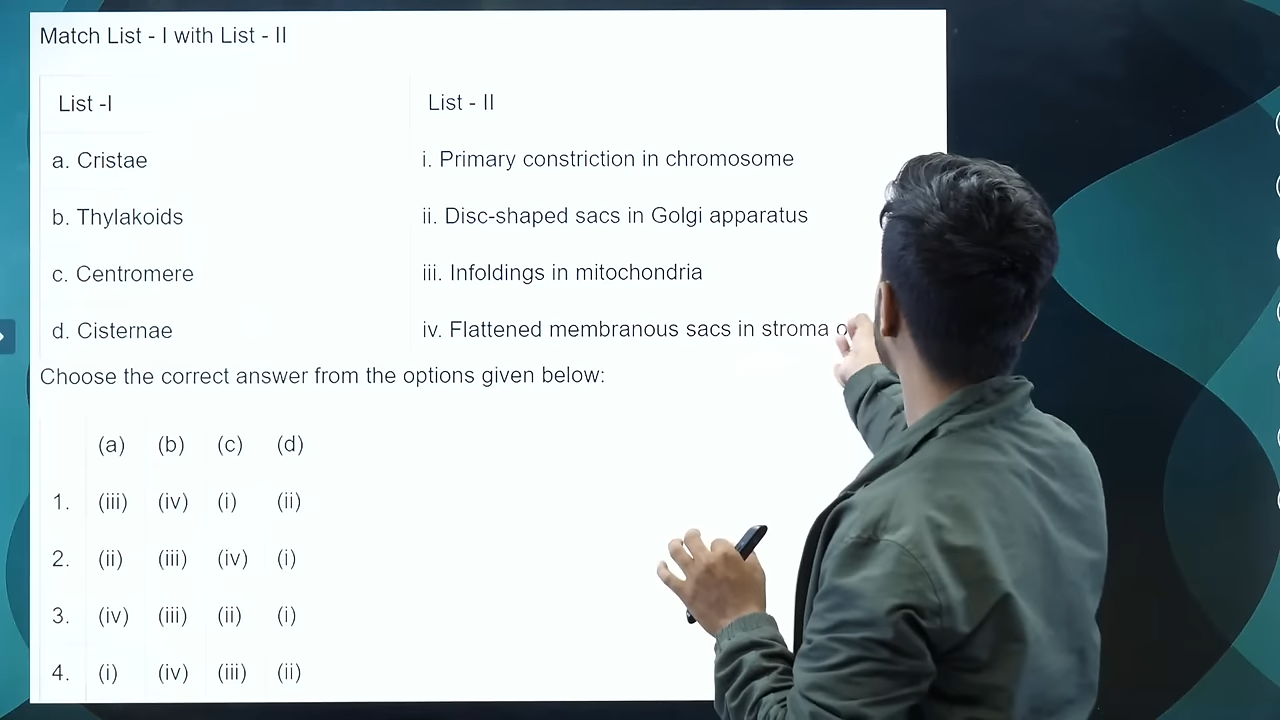 Match List - I with List - II
List -I List - II
a. Cristae i. Primary constriction in chromosome
b. Thylakoids ii. Disc-shaped sacs in Golgi apparatus
c. Centromere iii. Infoldings in mitochondria
d. Cisternae iv. Flattened membranous sacs in stroma
Choose the correct answer from the options given below:
(a) (b) (c) (d)
1. (iii) (iv) (i) (ii)
2. (ii) (iii) (iv) (i)
3. (iv) (iii) (ii) (i)
4. (i) (iv) (iii) (ii)